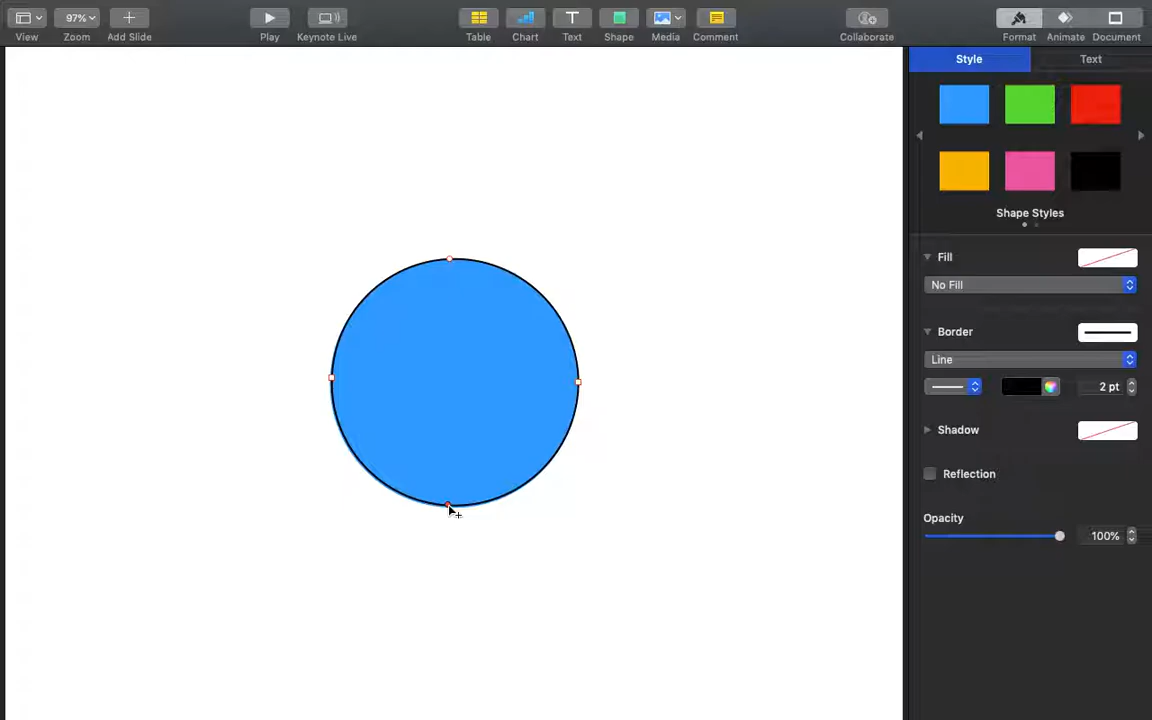 97%
View
Zoom
Add Slide
Play
Keynote Live
Table
Chart
Text
Shape
Media
Comment
Collaborate
Format
Animate
Document
Style
Text
Shape Styles
Fill
No Fill
Border
Line
2 pt
Shadow
Reflection
Opacity
100%